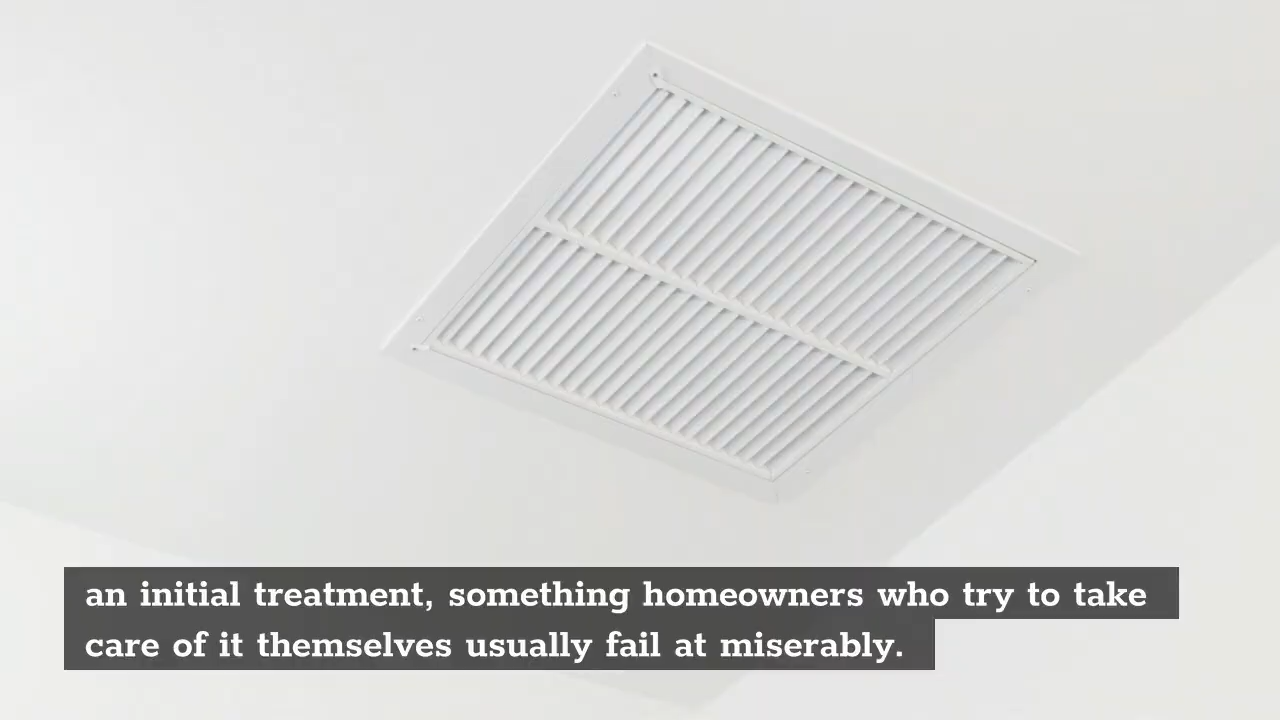 an initial treatment, something homeowners who try to take
care of it themselves usually fail at miserably.